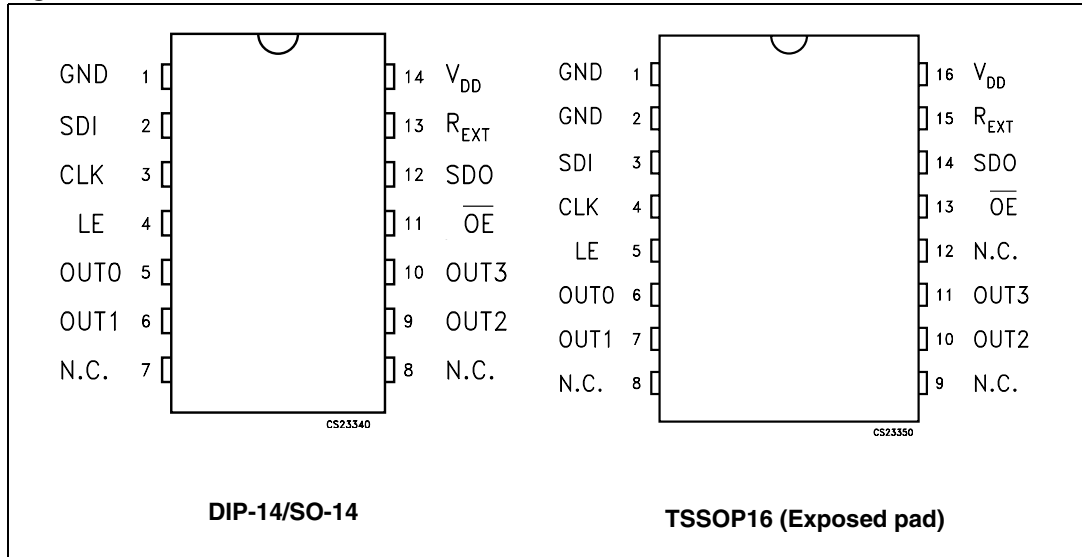 GND 1 14 VDD
SDI 2 13 REXT
CLK 3 12 SDO
LE 4 11 OE
OUT0 5 10 OUT3
OUT1 6 9 OUT2
N.C. 7 8 N.C.
CS23340
DIP-14/SO-14
GND 1 16 VDD
GND 2 15 REXT
SDI 3 14 SDO
CLK 4 13 OE
LE 5 12 N.C.
OUT0 6 11 OUT3
OUT1 7 10 OUT2
N.C. 8 9 N.C.
CS23350
TSSOP16 (Exposed pad)